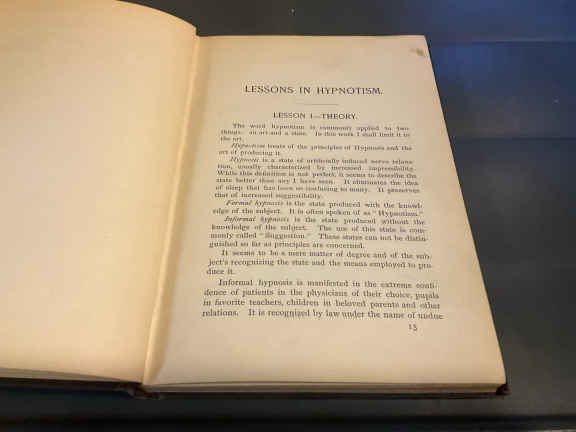 LESSONS IN HYPNOTISM.
LESSON I—THEORY.
The word hypnotism is commonly applied to two
things: an art and a state. In this work I shall limit it to
the art.
Hypnotism treats of the principles of Hypnosis and the
art of producing it.
Hypnosis is a state of artificially induced nerve relaxa-
tion, usually characterized by increased impressibility.
While this definition is not perfect, it seems to describe the
state better than any I have seen. It eliminates the idea
of sleep that has been so confusing to many. It preserves
that of increased suggestibility.
Formal hypnosis is the state produced with the knowl-
edge of the subject. It is often spoken of as "Hypnotism."
Informal hypnosis is the state produced without the
knowledge of the subject. The use of this state is com-
monly called "Suggestion." These states can not be distin-
guished so far as principles are concerned.
It seems to be a mere matter of degree and of the sub-
ject's recognizing the state and the means employed to pro-
duce it.
Informal hypnosis is manifested in the extreme confi-
dence of patients in the physicians of their choice, pupils
in favorite teachers, children in beloved parents and other
relations. It is recognized by law under the name of undue
15